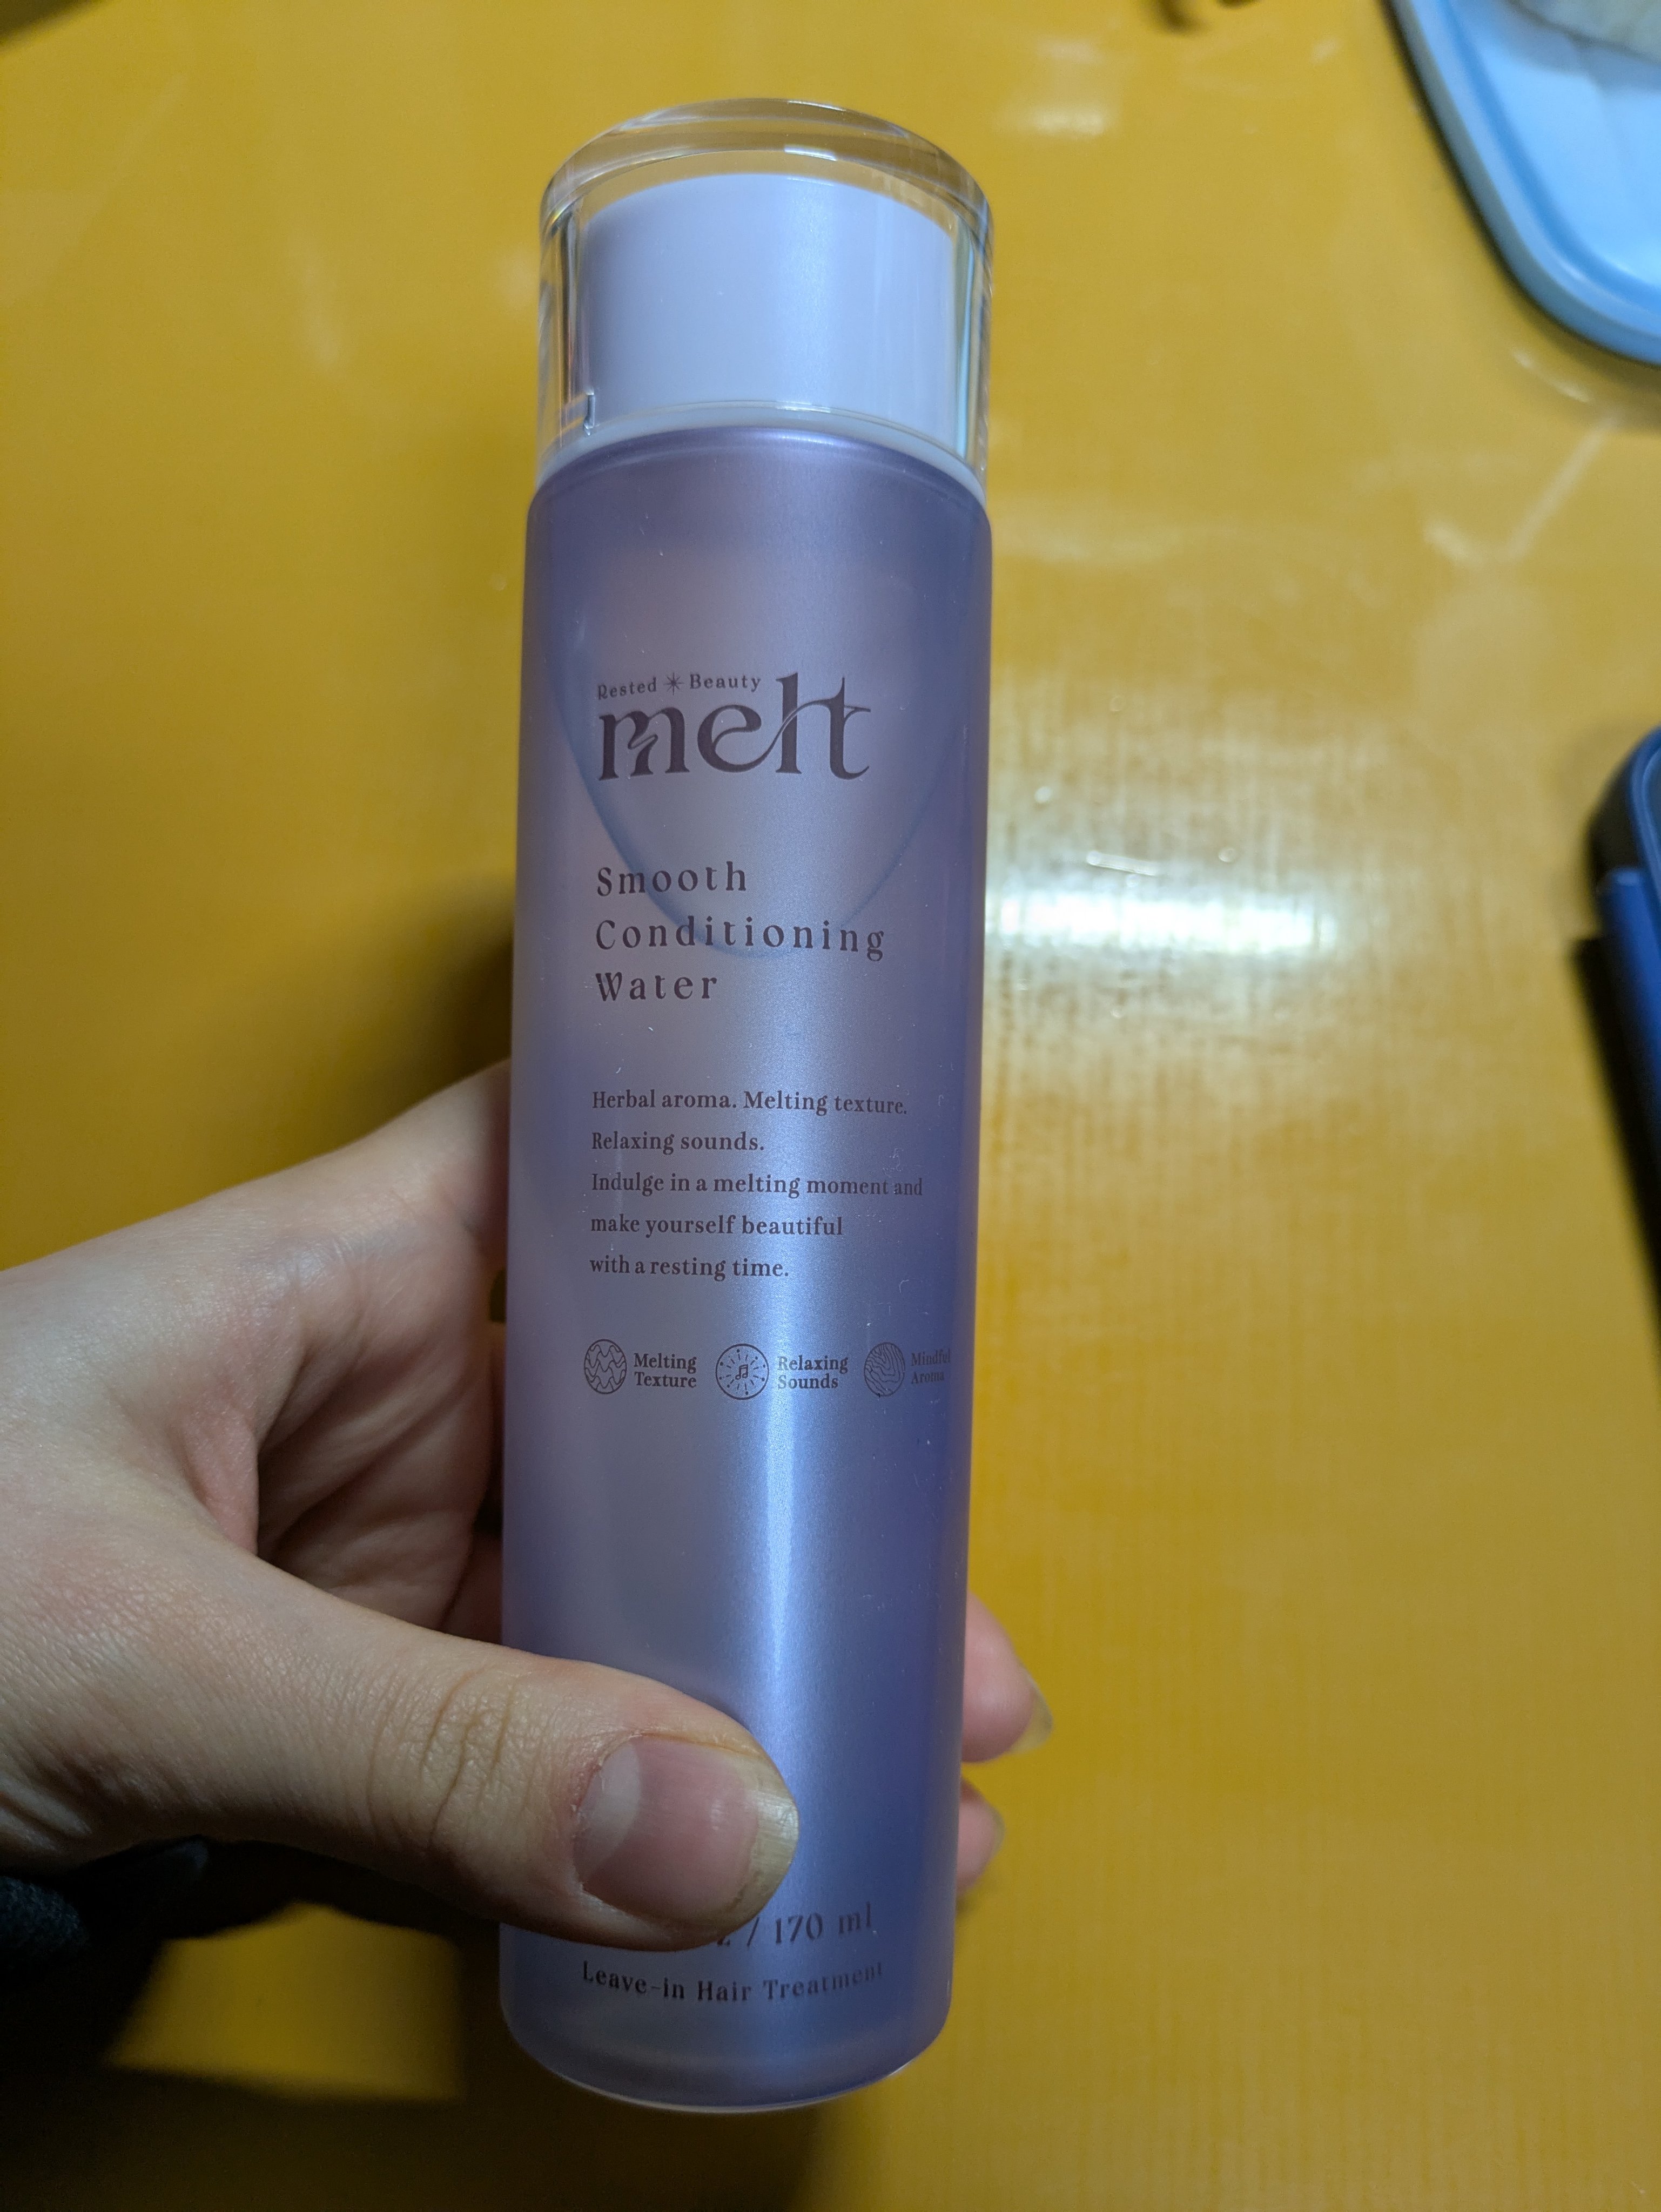 Rested Beauty
melt
Smooth
Conditioning
Water
Herbal aroma. Melting texture.
Relaxing sounds.
Indulge in a melting moment and
make yourself beautiful
with a resting time.
Melting
Texture
Relaxing
Sounds
Mindful
Aroma
/ 170 ml
Leave-in Hair Treatment